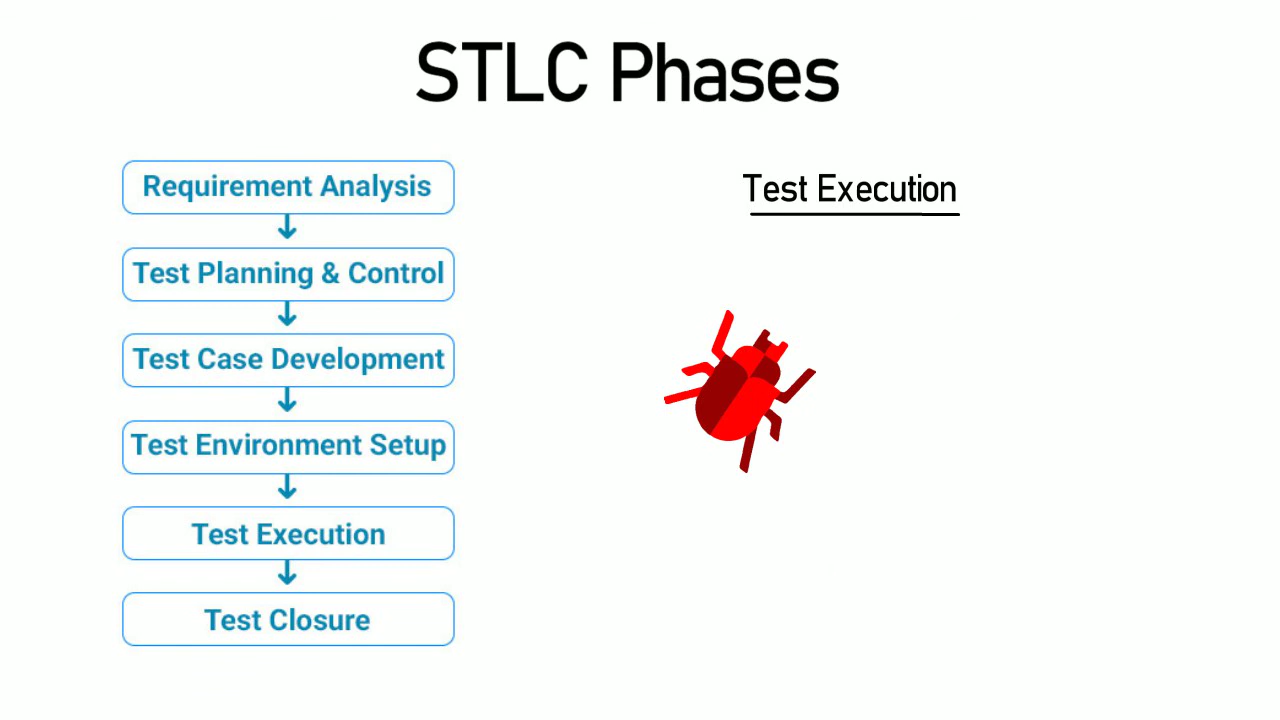 STLC Phases
Requirement Analysis
Test Planning & Control
Test Case Development
Test Environment Setup
Test Execution
Test Closure
Test Execution